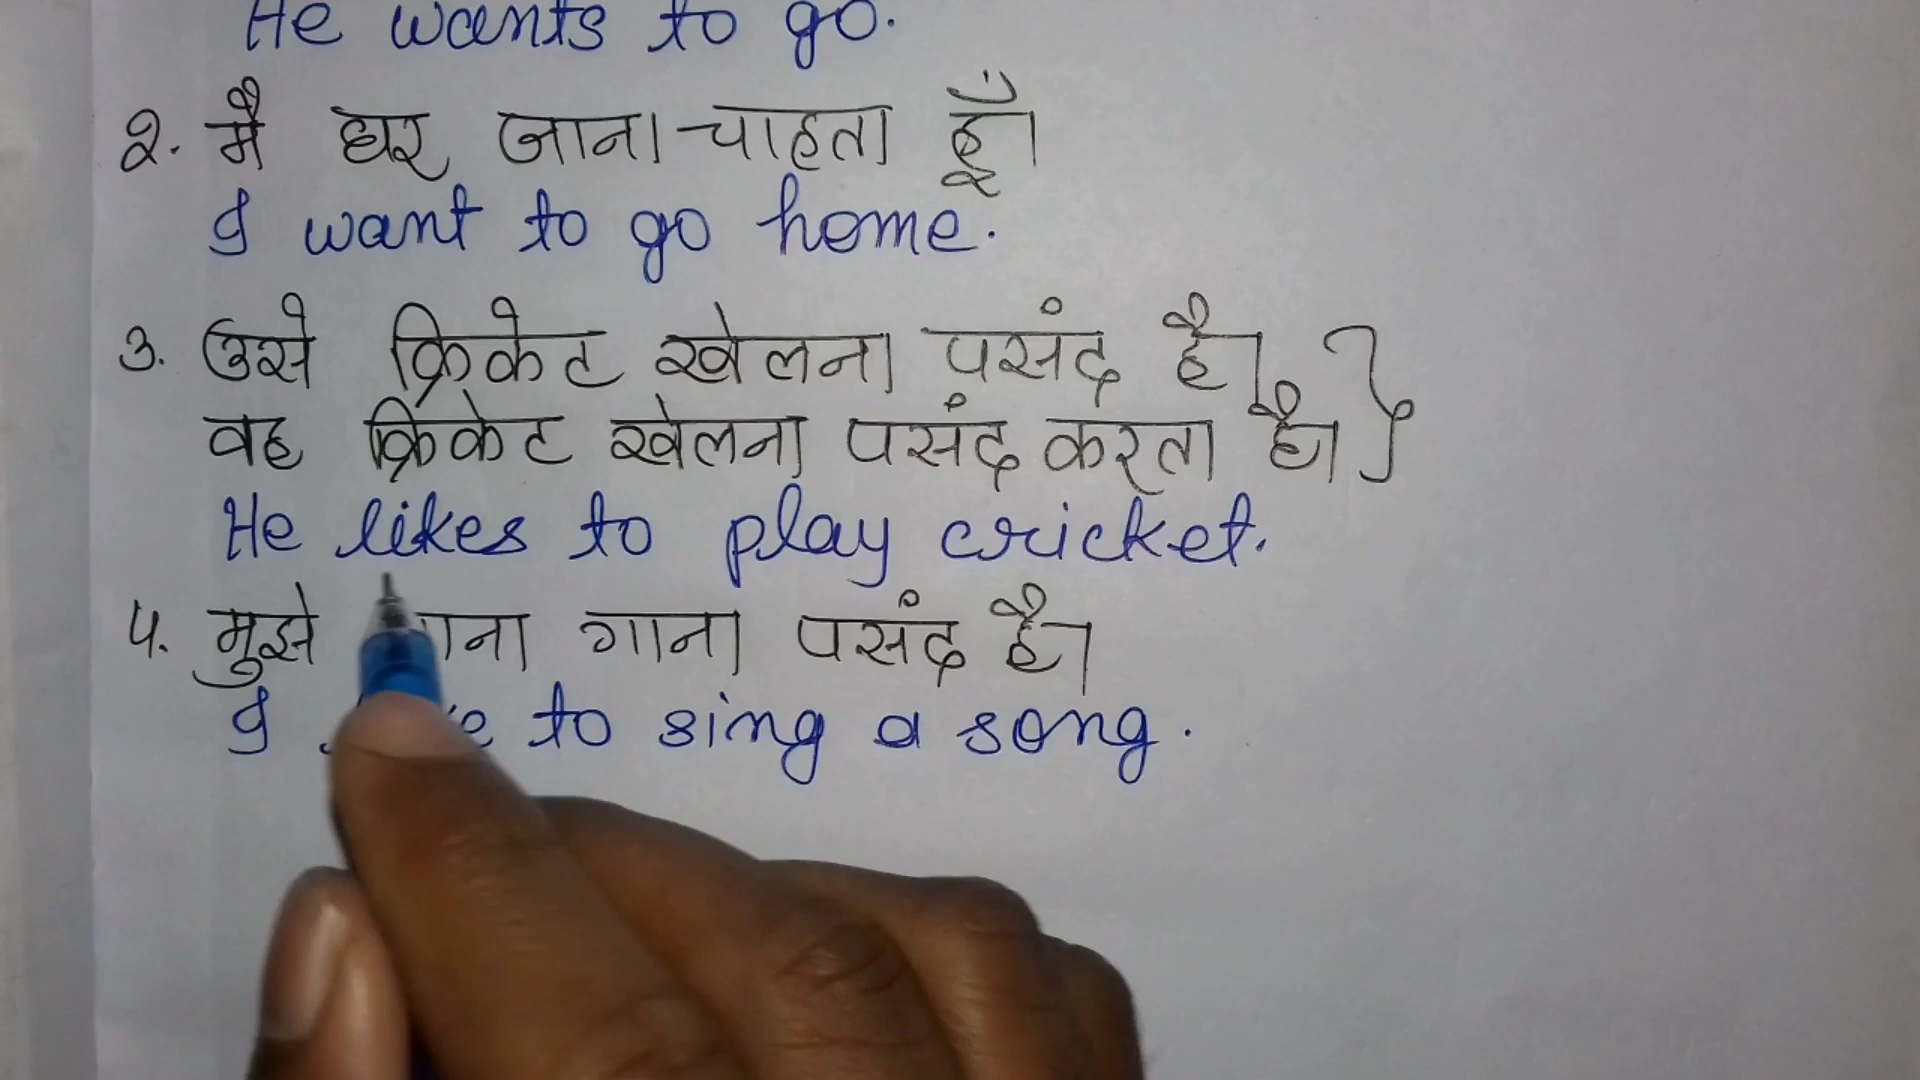 He wants to go.
2. मै घर जाना चाहता हूँ।
I want to go home.
3. उसे क्रिकेट खेलना पसंद है।
वह क्रिकेट खेलना पसंद करता है।
He likes to play cricket.
4. मुझे गाना पसंद है।
I to sing a song.